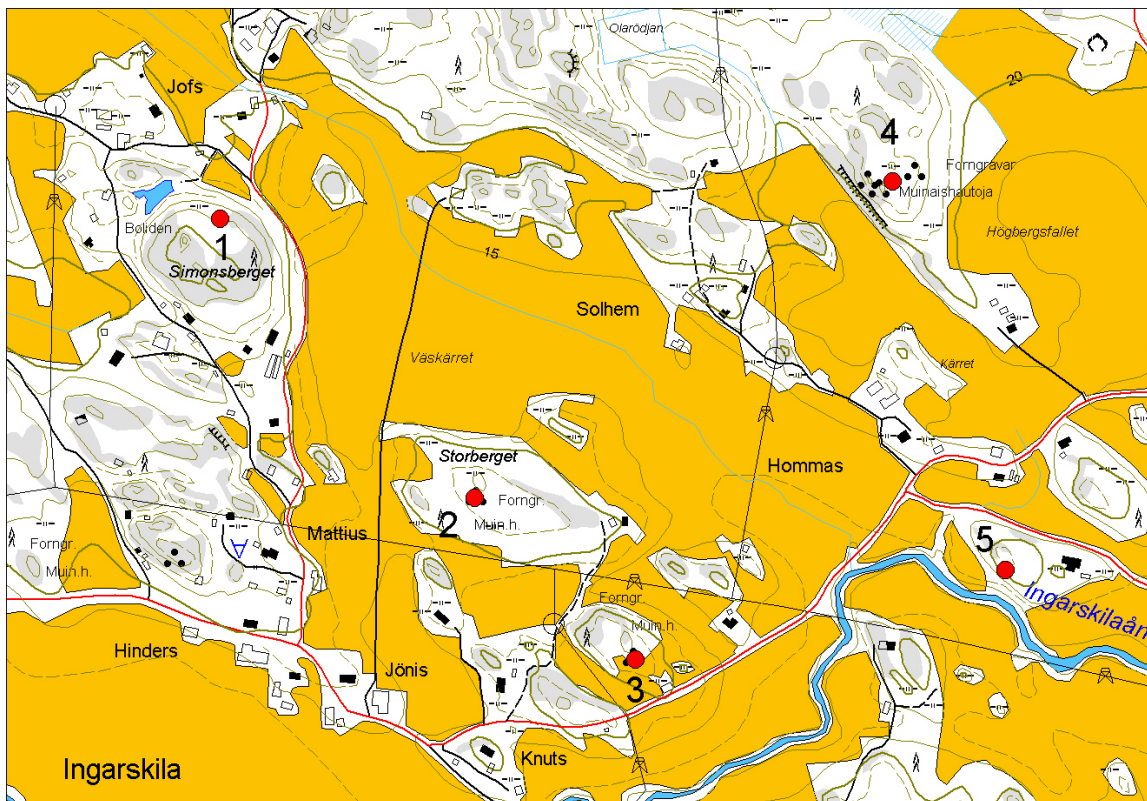 Olarödjan
Jofs
20
4
Forngravar
Muinaishautoja
Boliden
1
Simonsberget
Högbergsfallet
15
Solhem
Väskärret
Kärret
Storberget
Hommas
Forngr.
2
Muin.h.
Mattius
5
A
Forngr.
Muin.h.
Forngr.
Muin.h.
Ingarskilaån
Hinders
Jönis
3
Knuts
Ingarskila